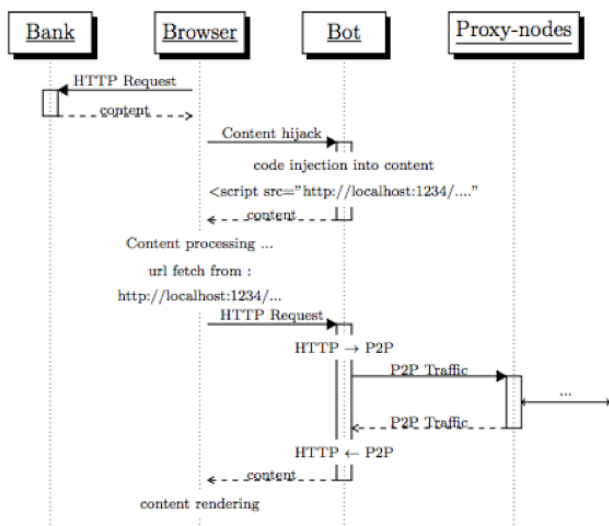 Bank Browser Bot Proxy-nodes
HTTP Request
content
Content hijack
code injection into content
<script src="http://localhost:1234/...."
content
Content processing ...
url fetch from :
http://localhost:1234/...
HTTP Request
HTTP → P2P
P2P Traffic
...
P2P Traffic
HTTP ← P2P
content
content rendering